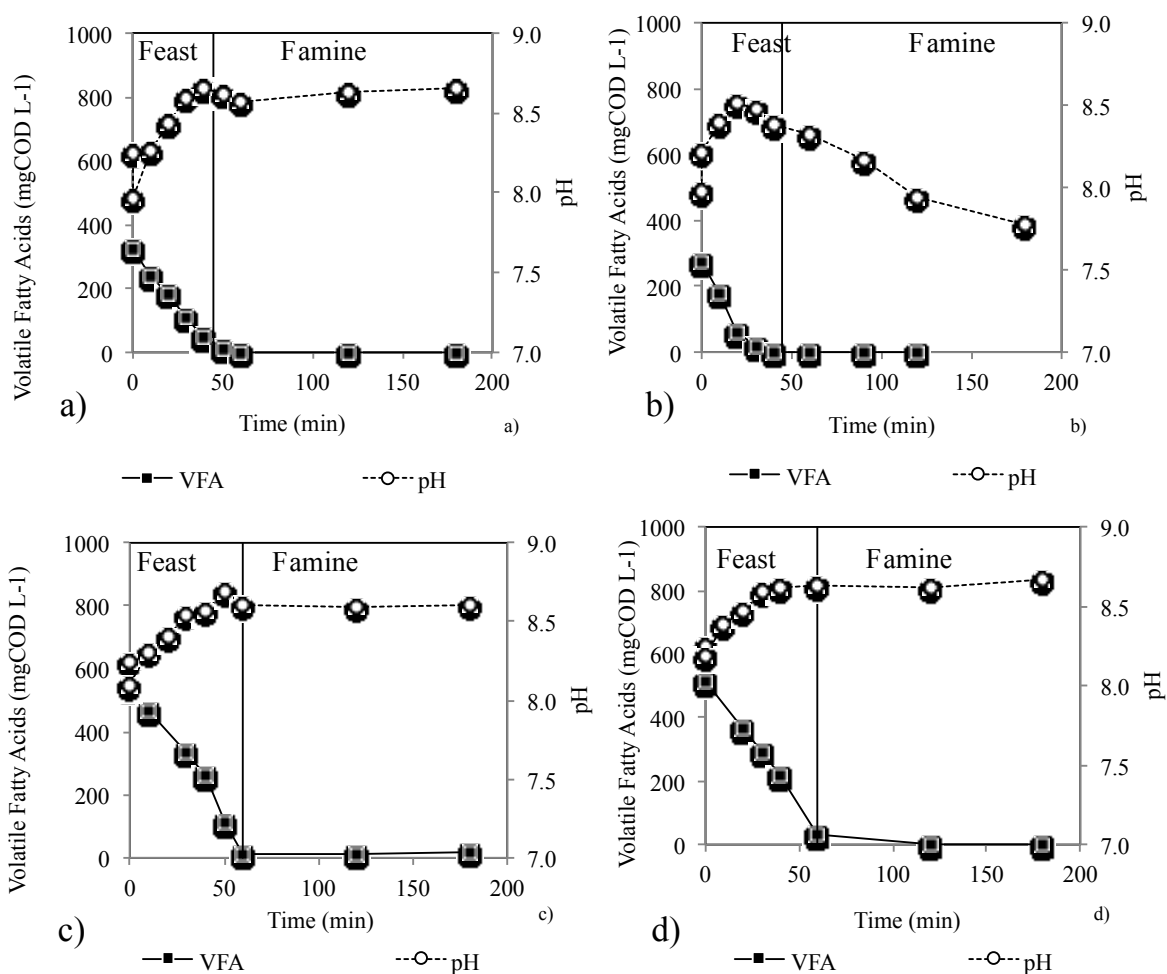 Volatile Fatty Acids (mgCOD L-1)
1000
800
600
400
200
0
Feast
Famine
9.0
8.5
8.0
7.5
7.0
pH
0
50
100
150
200
Time (min)
a)
a)
VFA
pH
Volatile Fatty Acids (mgCOD L-1)
1000
800
600
400
200
0
Feast
Famine
9.0
8.5
8.0
7.5
7.0
pH
0
50
100
150
200
Time (min)
b)
b)
VFA
pH
Volatile Fatty Acids (mgCOD L-1)
1000
800
600
400
200
0
Feast
Famine
9.0
8.5
8.0
7.5
7.0
pH
0
50
100
150
200
Time (min)
c)
c)
VFA
pH
Volatile Fatty Acids (mgCOD L-1)
1000
800
600
400
200
0
Feast
Famine
9.0
8.5
8.0
7.5
7.0
pH
0
50
100
150
200
Time (min)
d)
d)
VFA
pH